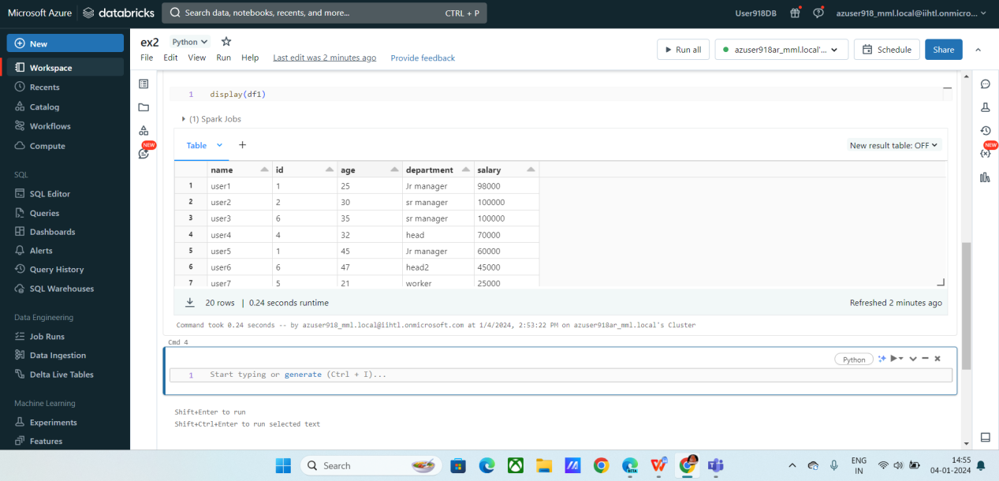 Microsoft Azure databricks Search data, notebooks, recents, and more... CTRL + P User918DB azuser918_mml.local@iihtl.onmicro...
New
Workspace
Recents
Catalog
Workflows
Compute
SQL
SQL Editor
Queries
Dashboards
Alerts
Query History
SQL Warehouses
Data Engineering
Job Runs
Data Ingestion
Delta Live Tables
Machine Learning
Experiments
Features
ex2 Python
File Edit View Run Help Last edit was 2 minutes ago Provide feedback
Run all azuser918ar_mml.local'... Schedule Share
NEW
NEW
1 display(df1)
(1) Spark Jobs
Table + New result table: OFF
name id age department salary
1 user1 1 25 Jr manager 98000
2 user2 2 30 sr manager 100000
3 user3 6 35 sr manager 100000
4 user4 4 32 head 70000
5 user5 1 45 Jr manager 60000
6 user6 6 47 head2 45000
7 user7 5 21 worker 25000
20 rows | 0.24 seconds runtime Refreshed 2 minutes ago
Command took 0.24 seconds -- by azuser918_mml.local@iihtl.onmicrosoft.com at 1/4/2024, 2:53:22 PM on azuser918ar_mml.local's Cluster
Cmd 4
Python
1 Start typing or generate (Ctrl + I)...
Shift+Enter to run
Shift+Ctrl+Enter to run selected text
Search
ENG
IN
14:55
04-01-2024